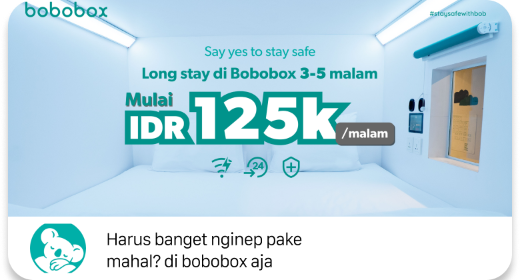 bobobox
#staysafewithbob
Say yes to stay safe
Long stay di Bobobox 3-5 malam
Mulai
IDR 125k /malam
24
Harus banget nginep pake
mahal? di bobobox aja